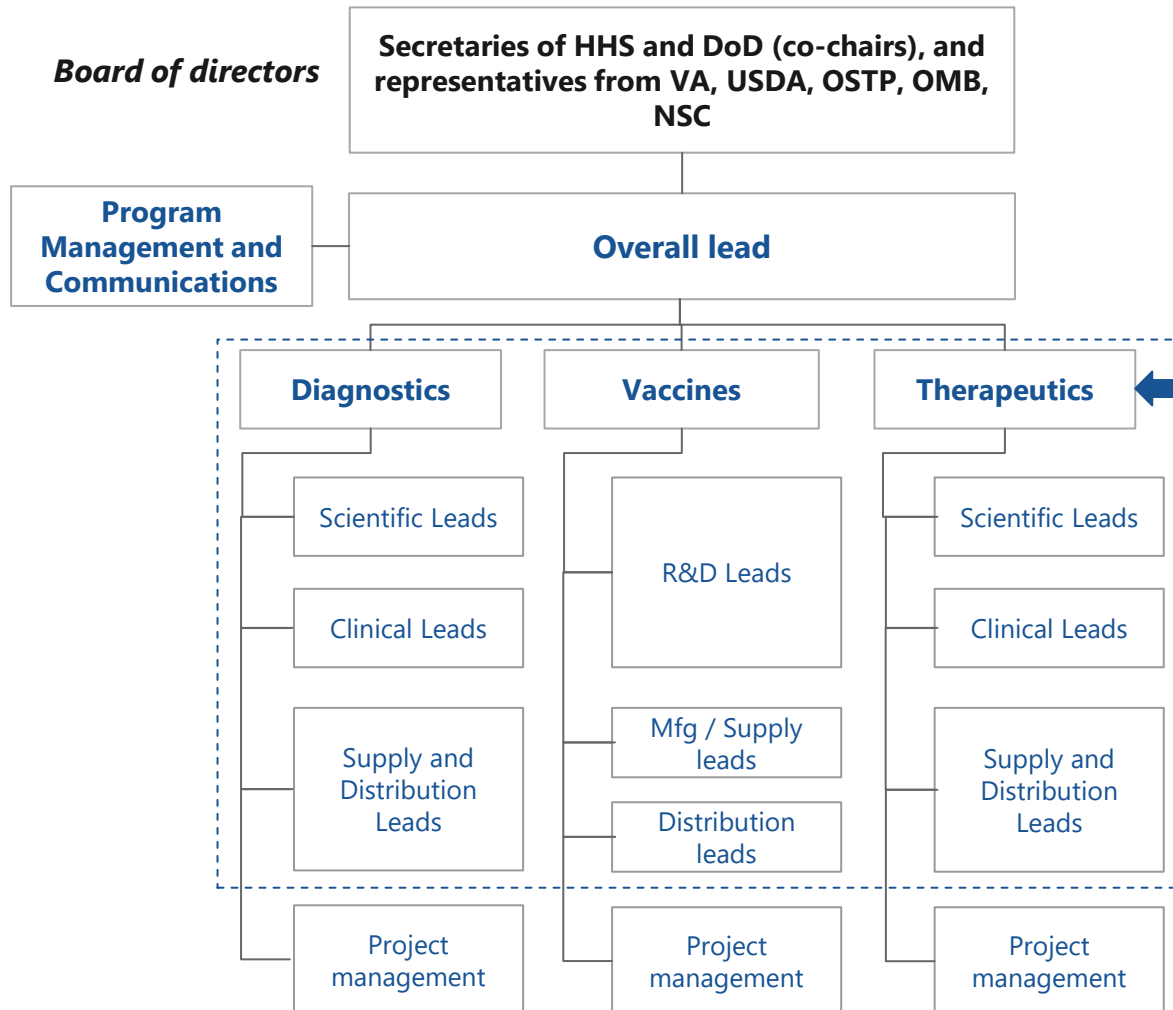 Board of directors
Secretaries of HHS and DoD (co-chairs), and
representatives from VA, USDA, OSTP, OMB,
NSC
Program
Management and
Communications
Overall lead
Diagnostics
Vaccines
Therapeutics
Scientific Leads
Clinical Leads
Supply and
Distribution
Leads
Project
management
R&D Leads
Mfg / Supply
leads
Distribution
leads
Project
management
Scientific Leads
Clinical Leads
Supply and
Distribution
Leads
Project
management